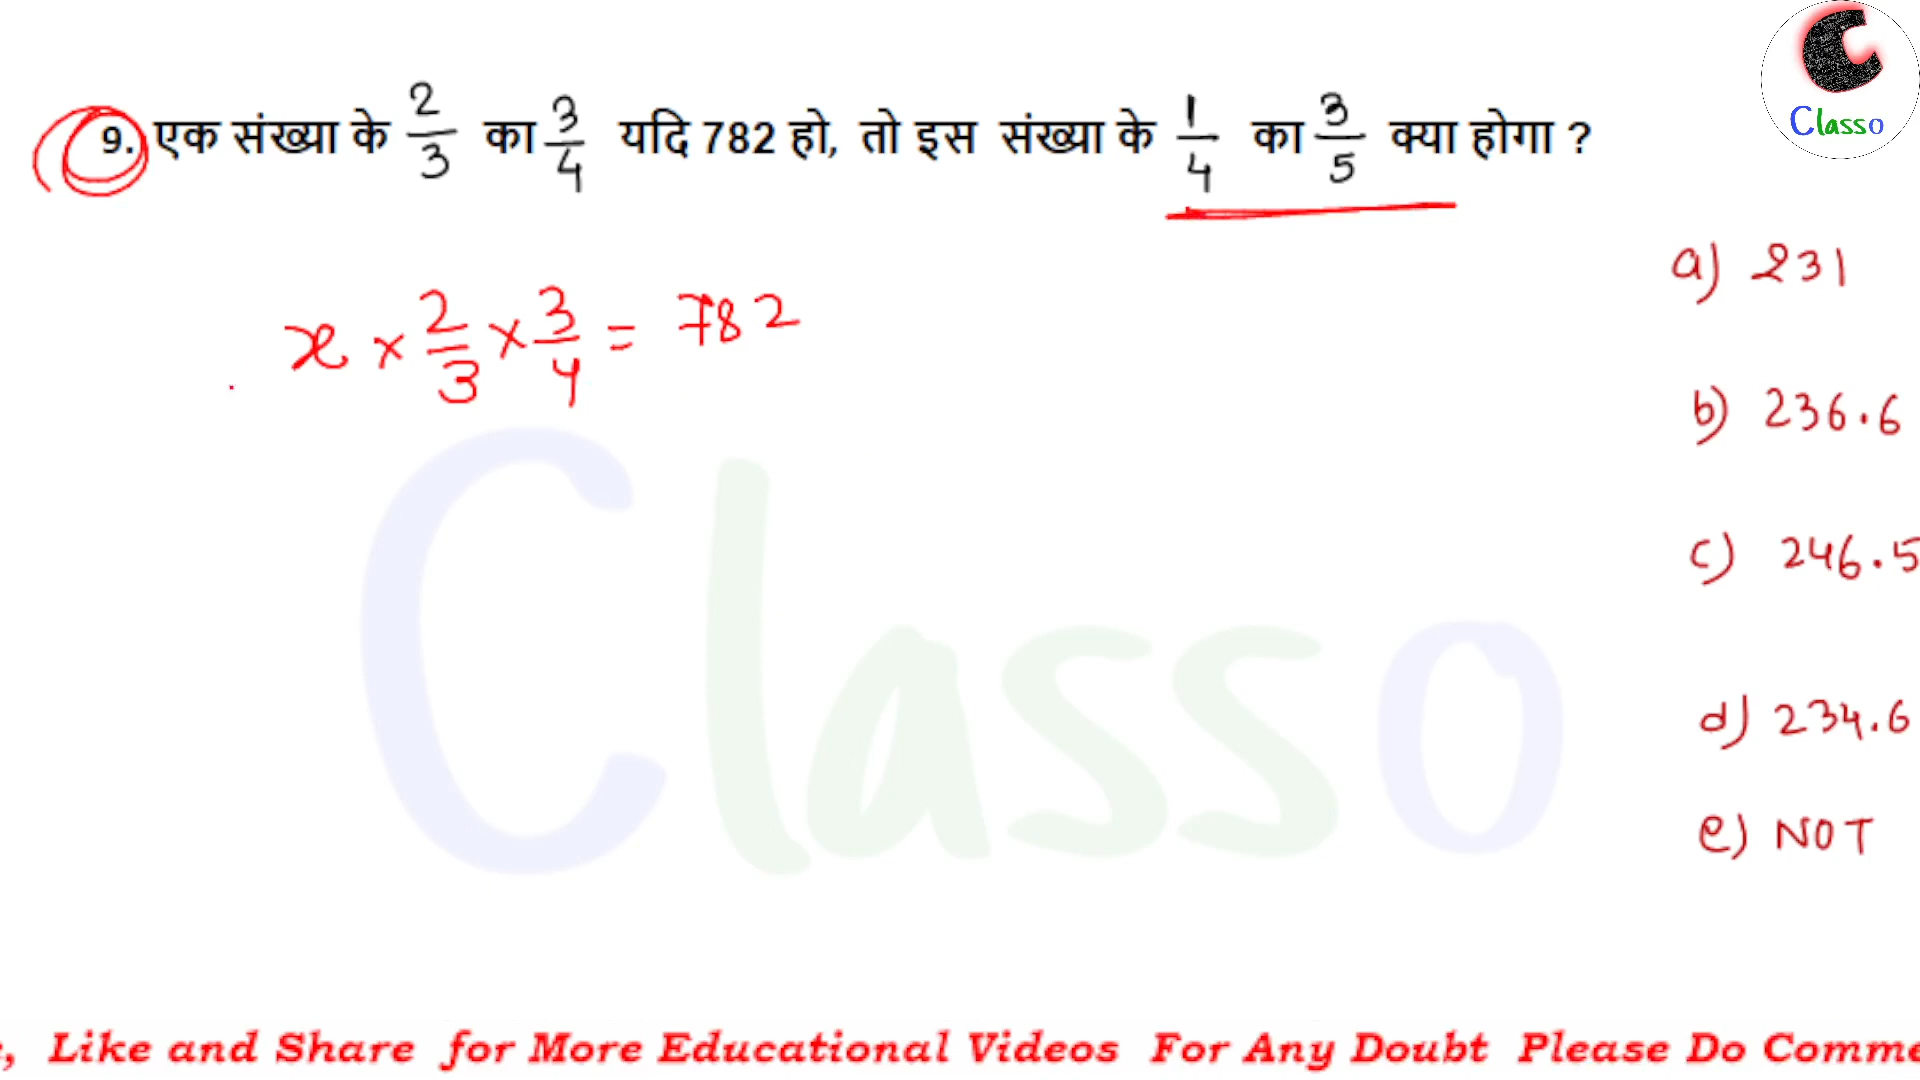 C
Classo
9. एक संख्या के 2/3 का 3/4 यदि 782 हो, तो इस संख्या के 1/4 का 3/5 क्या होगा ?
x × 2/3 × 3/4 = 782
a) 231
b) 236.6
c) 246.5
d) 234.6
e) NOT
Classo
Like and Share for More Educational Videos For Any Doubt Please Do Comme